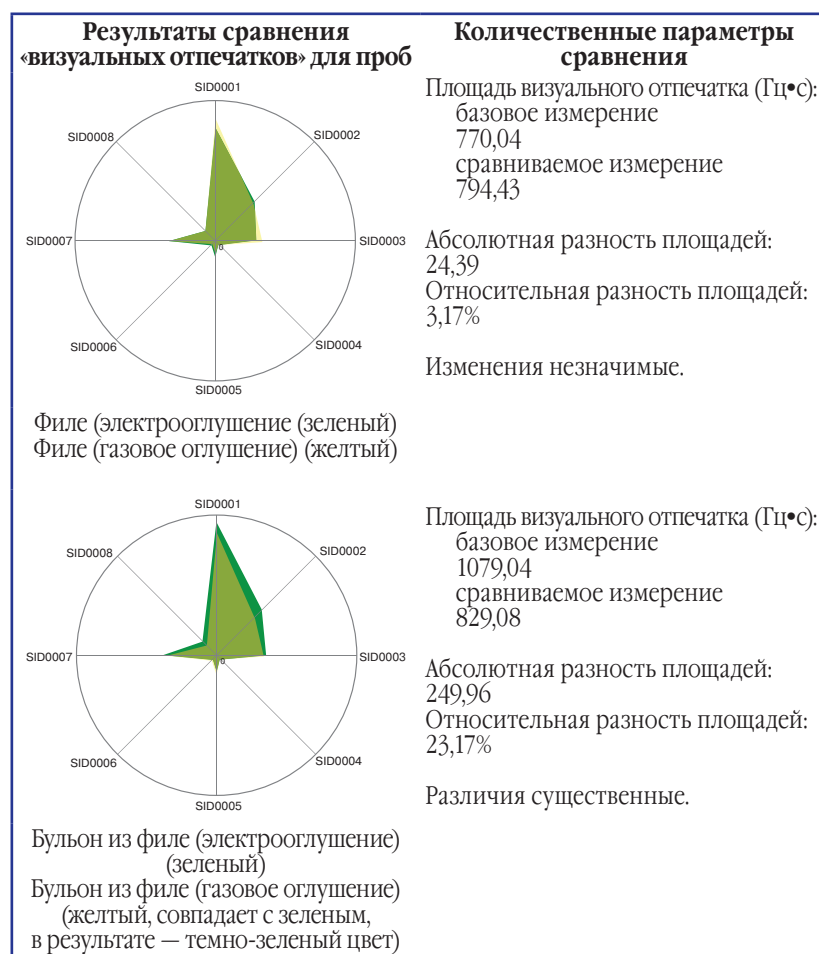 Результаты сравнения
«визуальных отпечатков» для проб
Количественные параметры
сравнения
SID0001
SID0002
SID0003
SID0004
SID0005
SID0006
SID0007
SID0008
0
Филе (электрооглушение (зеленый)
Филе (газовое оглушение) (желтый)
Площадь визуального отпечатка (Гц•с):
базовое измерение
770,04
сравниваемое измерение
794,43
Абсолютная разность площадей:
24,39
Относительная разность площадей:
3,17%
Изменения незначимые.
SID0001
SID0002
SID0003
SID0004
SID0005
SID0006
SID0007
SID0008
0
Бульон из филе (электрооглушение)
(зеленый)
Бульон из филе (газовое оглушение)
(желтый, совпадает с зеленым,
в результате — темно-зеленый цвет)
Площадь визуального отпечатка (Гц•с):
базовое измерение
1079,04
сравниваемое измерение
829,08
Абсолютная разность площадей:
249,96
Относительная разность площадей:
23,17%
Различия существенные.